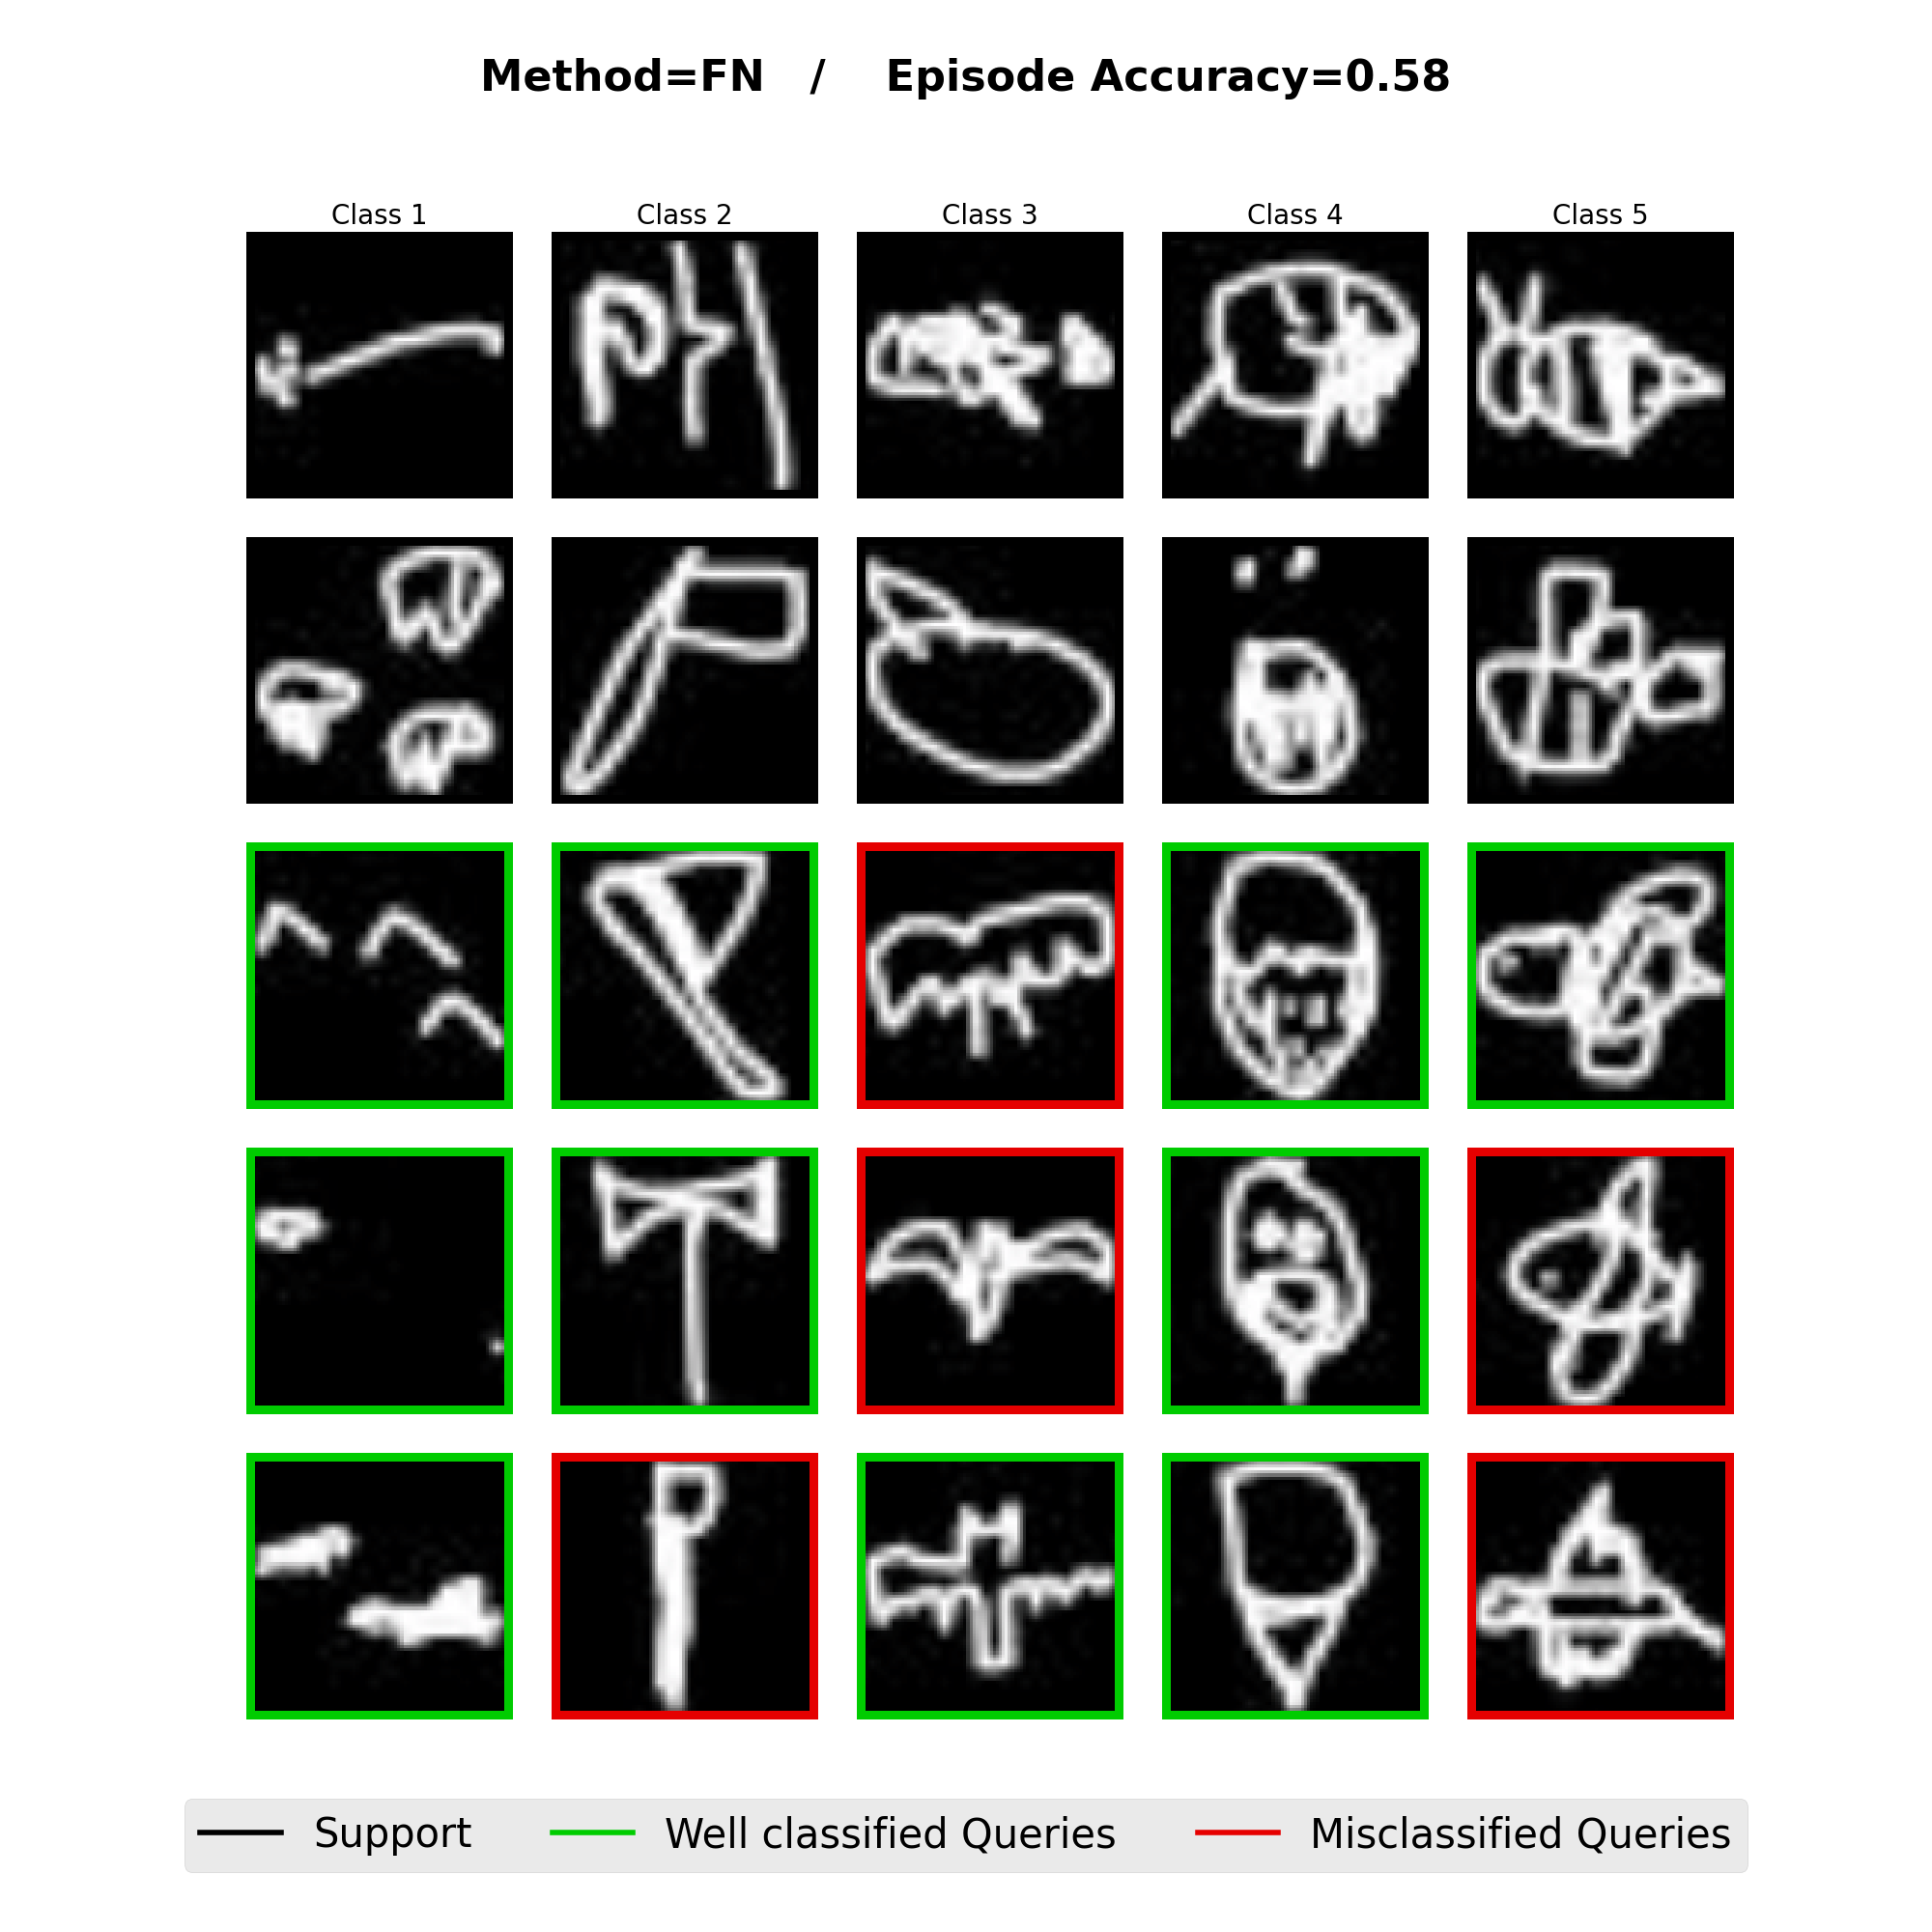 Method=FN / Episode Accuracy=0.58
Class 1 Class 2 Class 3 Class 4 Class 5
Support Well classified Queries Misclassified Queries